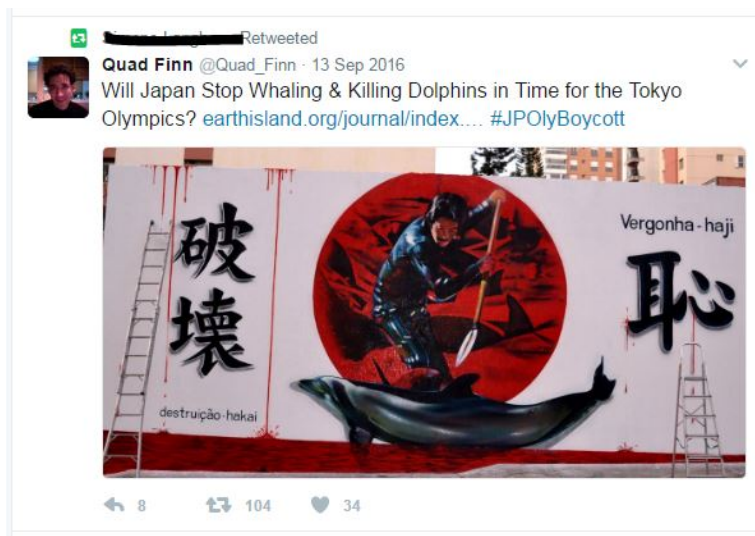 Retweeted
Quad Finn @Quad_Finn · 13 Sep 2016
Will Japan Stop Whaling & Killing Dolphins in Time for the Tokyo
Olympics? earthisland.org/journal/index.... #JPOlyBoycott
破壊
destruição-hakai
Vergonha-haji
恥
8 104 34